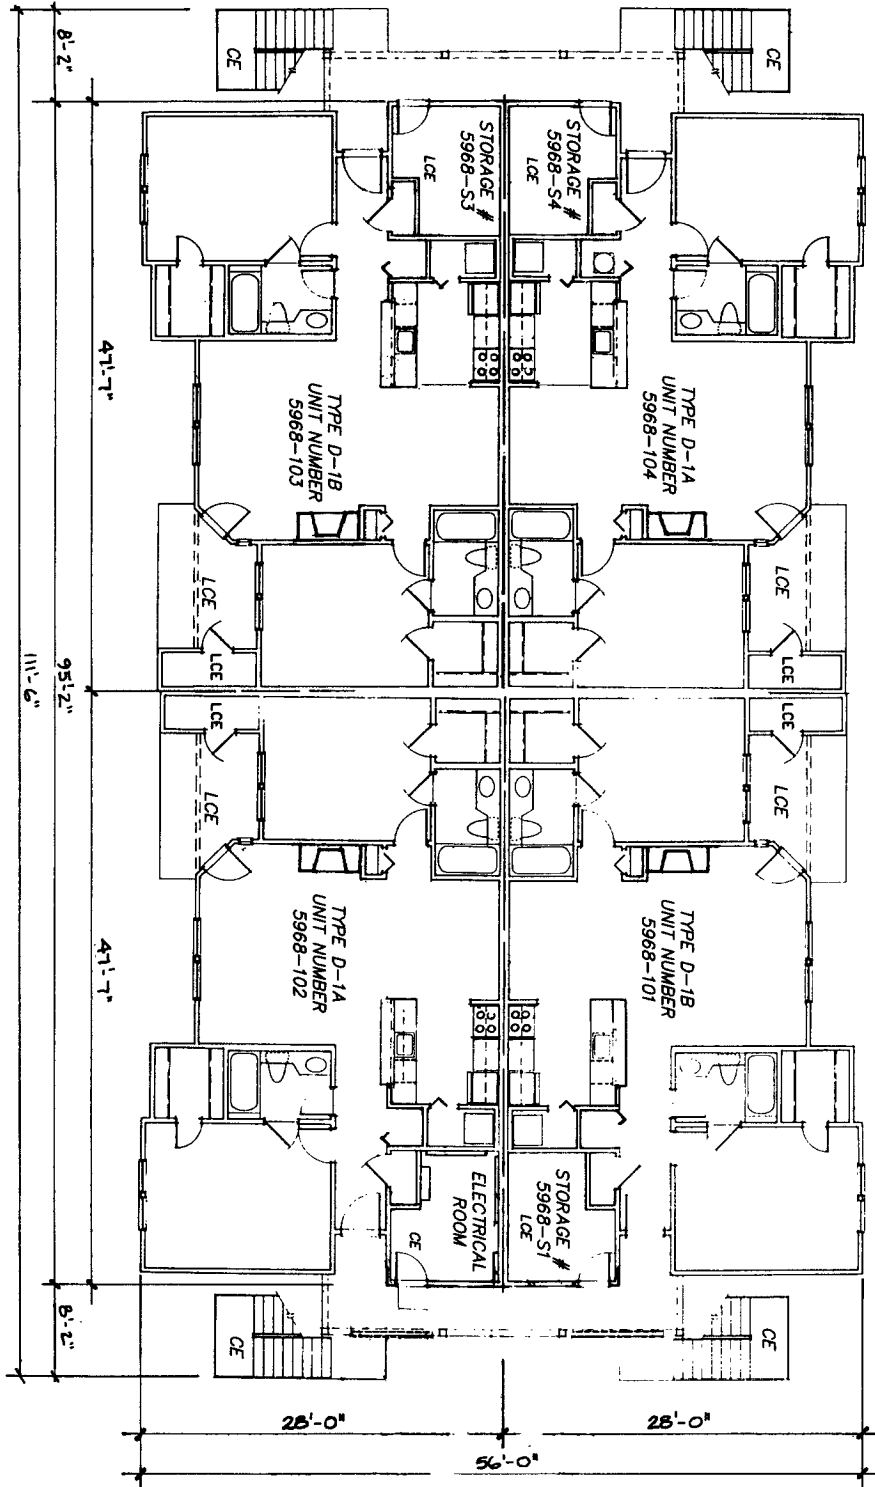 8'-2"
CE
CE
STORAGE #
5968-S3
LCE
STORAGE #
5968-S4
LCE
47'-7"
TYPE D-1B
UNIT NUMBER
5968-103
TYPE D-1A
UNIT NUMBER
5968-104
LCE
LCE
LCE
LCE
111'-6"
95'-2"
LCE
LCE
LCE
LCE
TYPE D-1A
UNIT NUMBER
5968-102
TYPE D-1B
UNIT NUMBER
5968-101
47'-7"
ELECTRICAL
ROOM
CE
STORAGE #
5968-S1
LCE
8'-2"
CE
CE
28'-0"
28'-0"
56'-0"